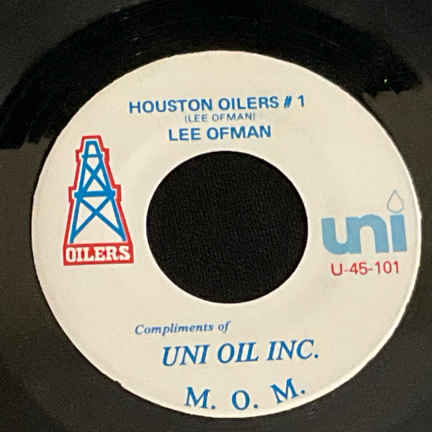 HOUSTON OILERS # 1
(LEE OFMAN)
LEE OFMAN
OILERS
uni
U-45-101
Compliments of
UNI OIL INC.
M. O. M.